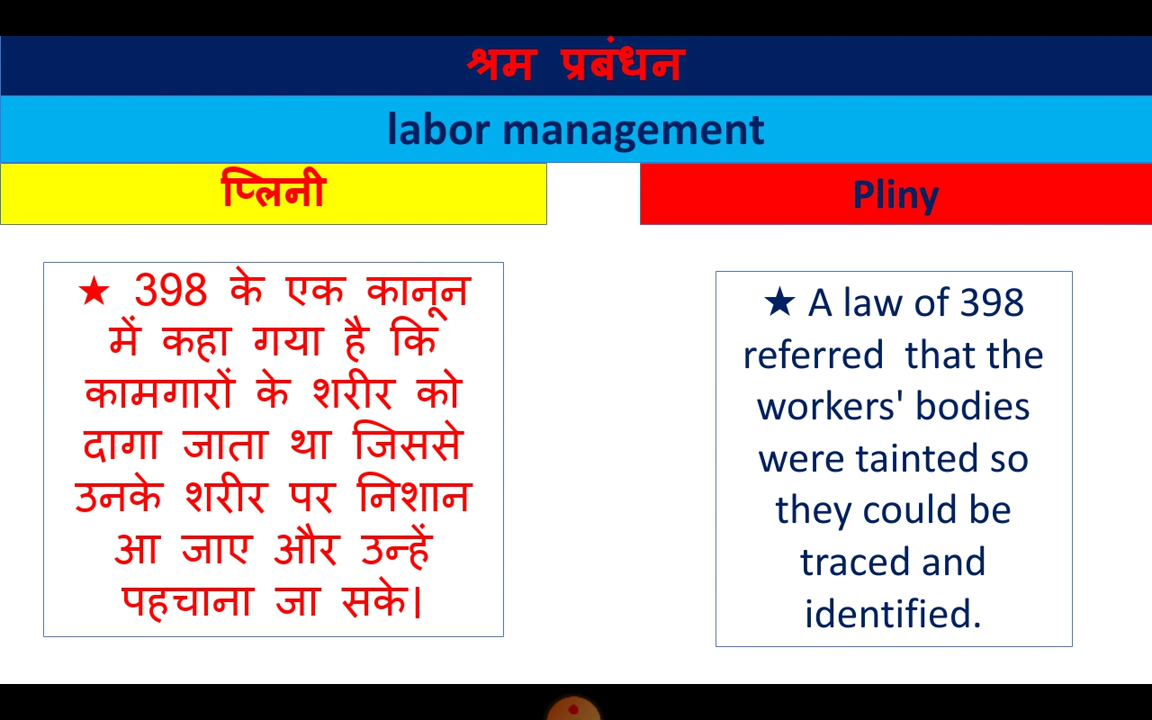 श्रम प्रबंधन
labor management
प्लिनी
Pliny
★ 398 के एक कानून
में कहा गया है कि
कामगारों के शरीर को
दागा जाता था जिससे
उनके शरीर पर निशान
आ जाए और उन्हें
पहचाना जा सके।
★ A law of 398
referred that the
workers' bodies
were tainted so
they could be
traced and
identified.